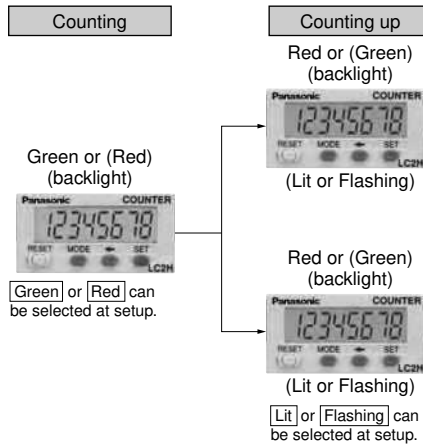 Counting
Counting up
Green or (Red)
(backlight)
Panasonic COUNTER
12345678
RESET MODE SET
LC2H
Green or Red can
be selected at setup.
Red or (Green)
(backlight)
Panasonic COUNTER
12345678
RESET MODE SET
LC2H
(Lit or Flashing)
Red or (Green)
(backlight)
Panasonic COUNTER
12345678
RESET MODE SET
LC2H
(Lit or Flashing)
Lit or Flashing can
be selected at setup.